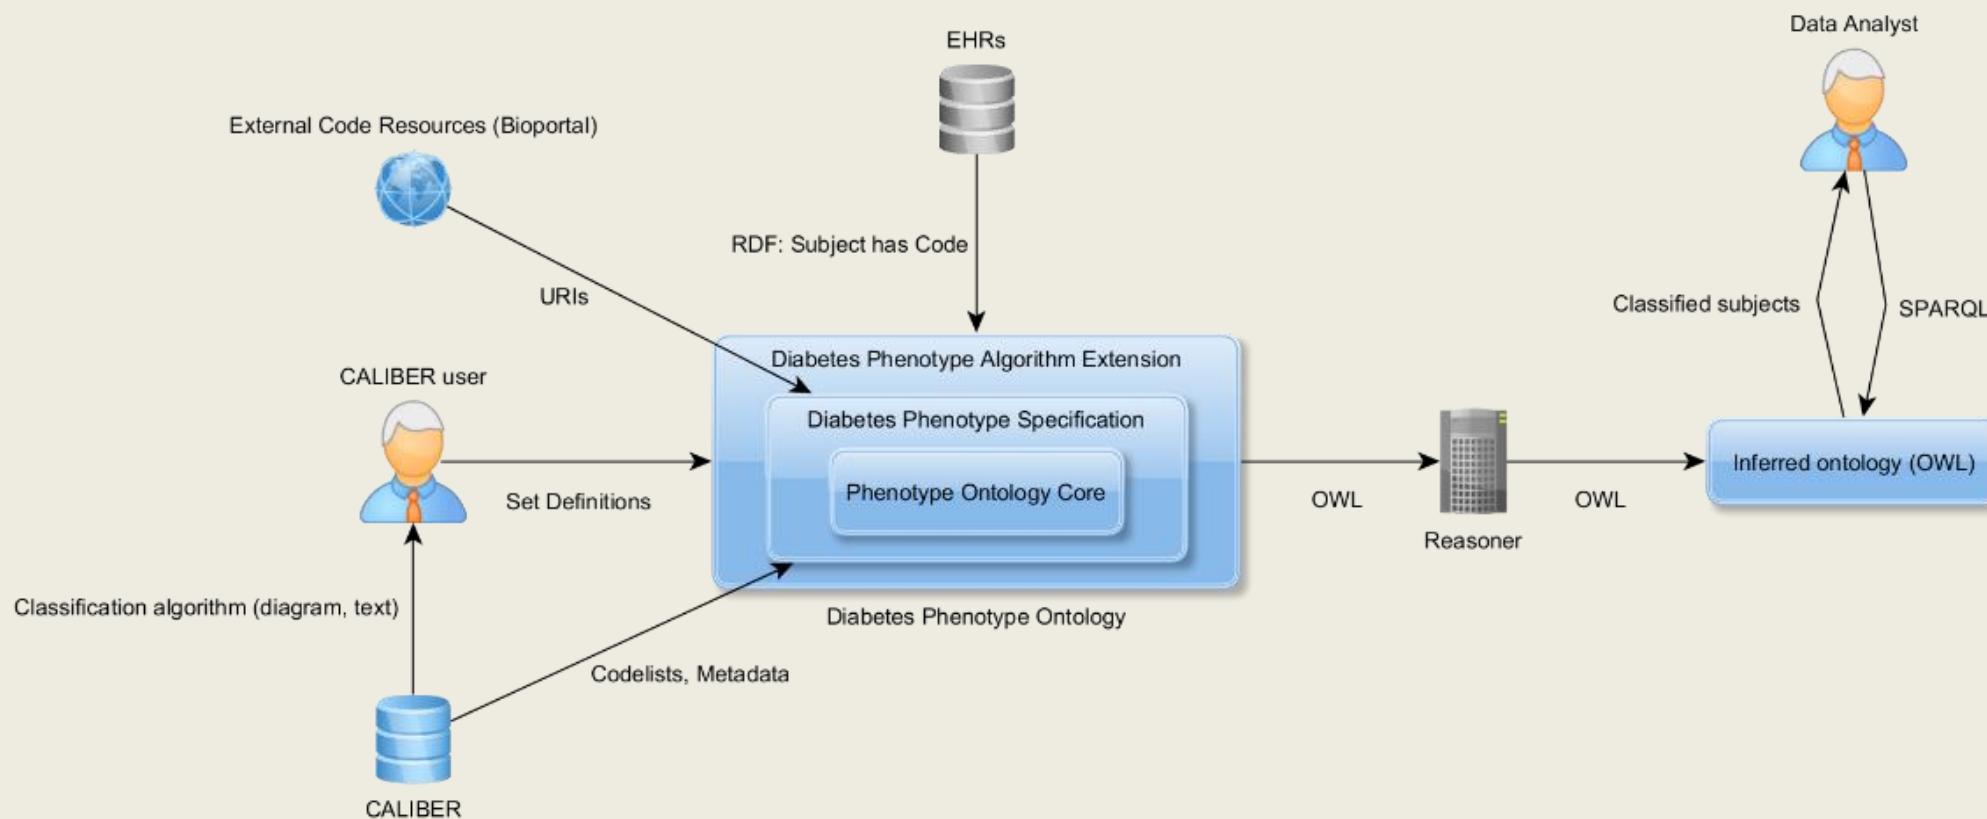 Data Analyst
EHRs
External Code Resources (Bioportal)
RDF: Subject has Code
URIs
Classified subjects
SPARQL
Diabetes Phenotype Algorithm Extension
CALIBER user
Diabetes Phenotype Specification
Inferred ontology (OWL)
Phenotype Ontology Core
Set Definitions
OWL
OWL
Reasoner
Classification algorithm (diagram, text)
Diabetes Phenotype Ontology
Codelists, Metadata
CALIBER